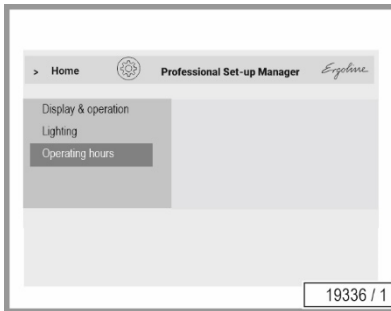 > Home Professional Set-up Manager Ergoline
Display & operation
Lighting
Operating hours
19336 / 1